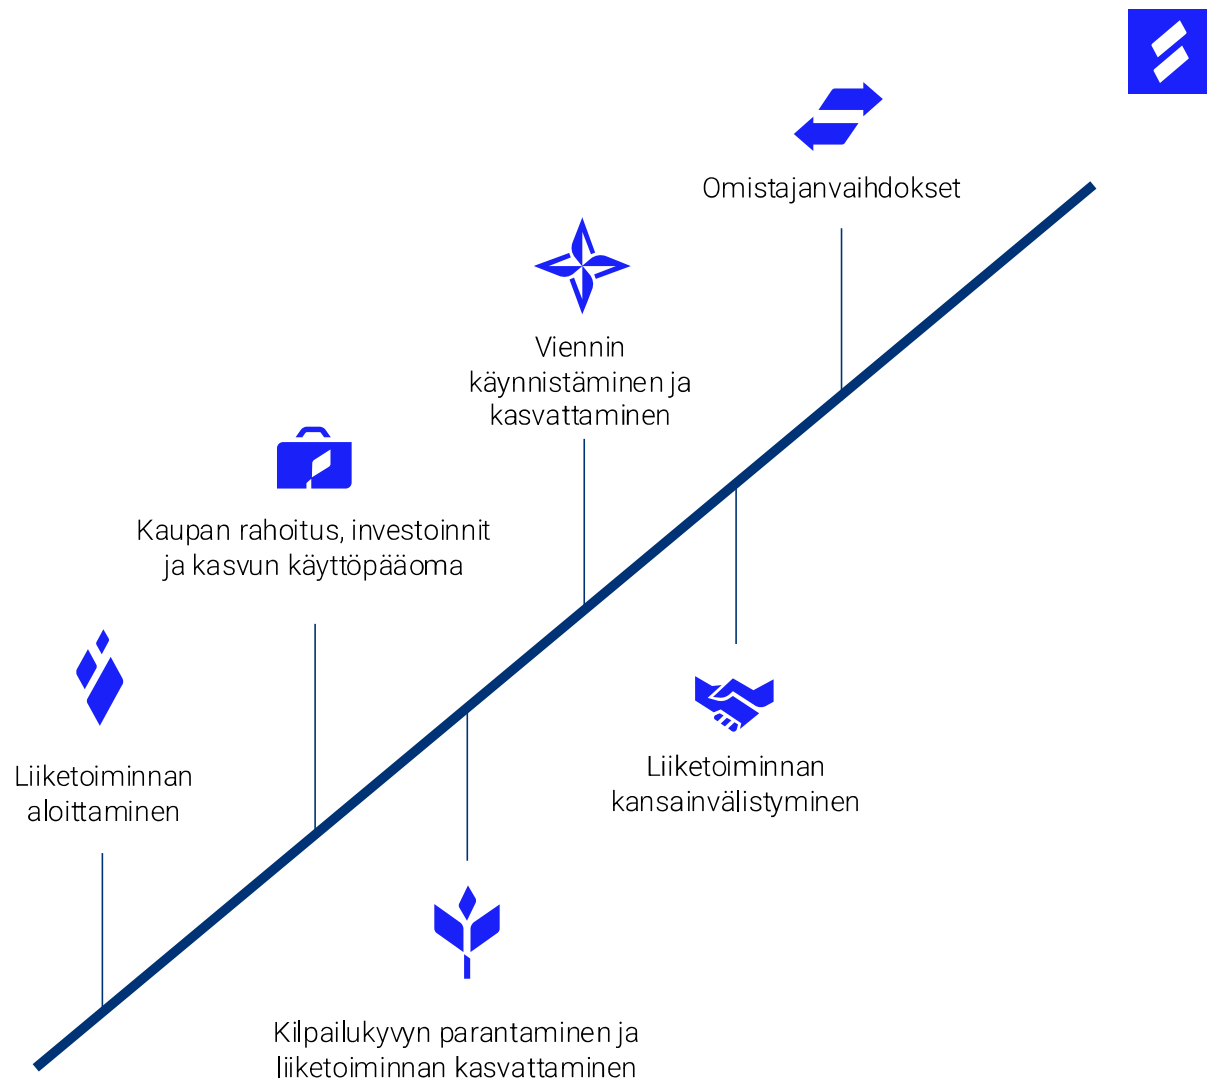 Omistajanvaihdokset
Viennin
käynnistäminen ja
kasvattaminen
Kaupan rahoitus, investoinnit
ja kasvun käyttöpääoma
Liiketoiminnan
aloittaminen
Liiketoiminnan
kansainvälistyminen
Kilpailukyvyn parantaminen ja
liiketoiminnan kasvattaminen